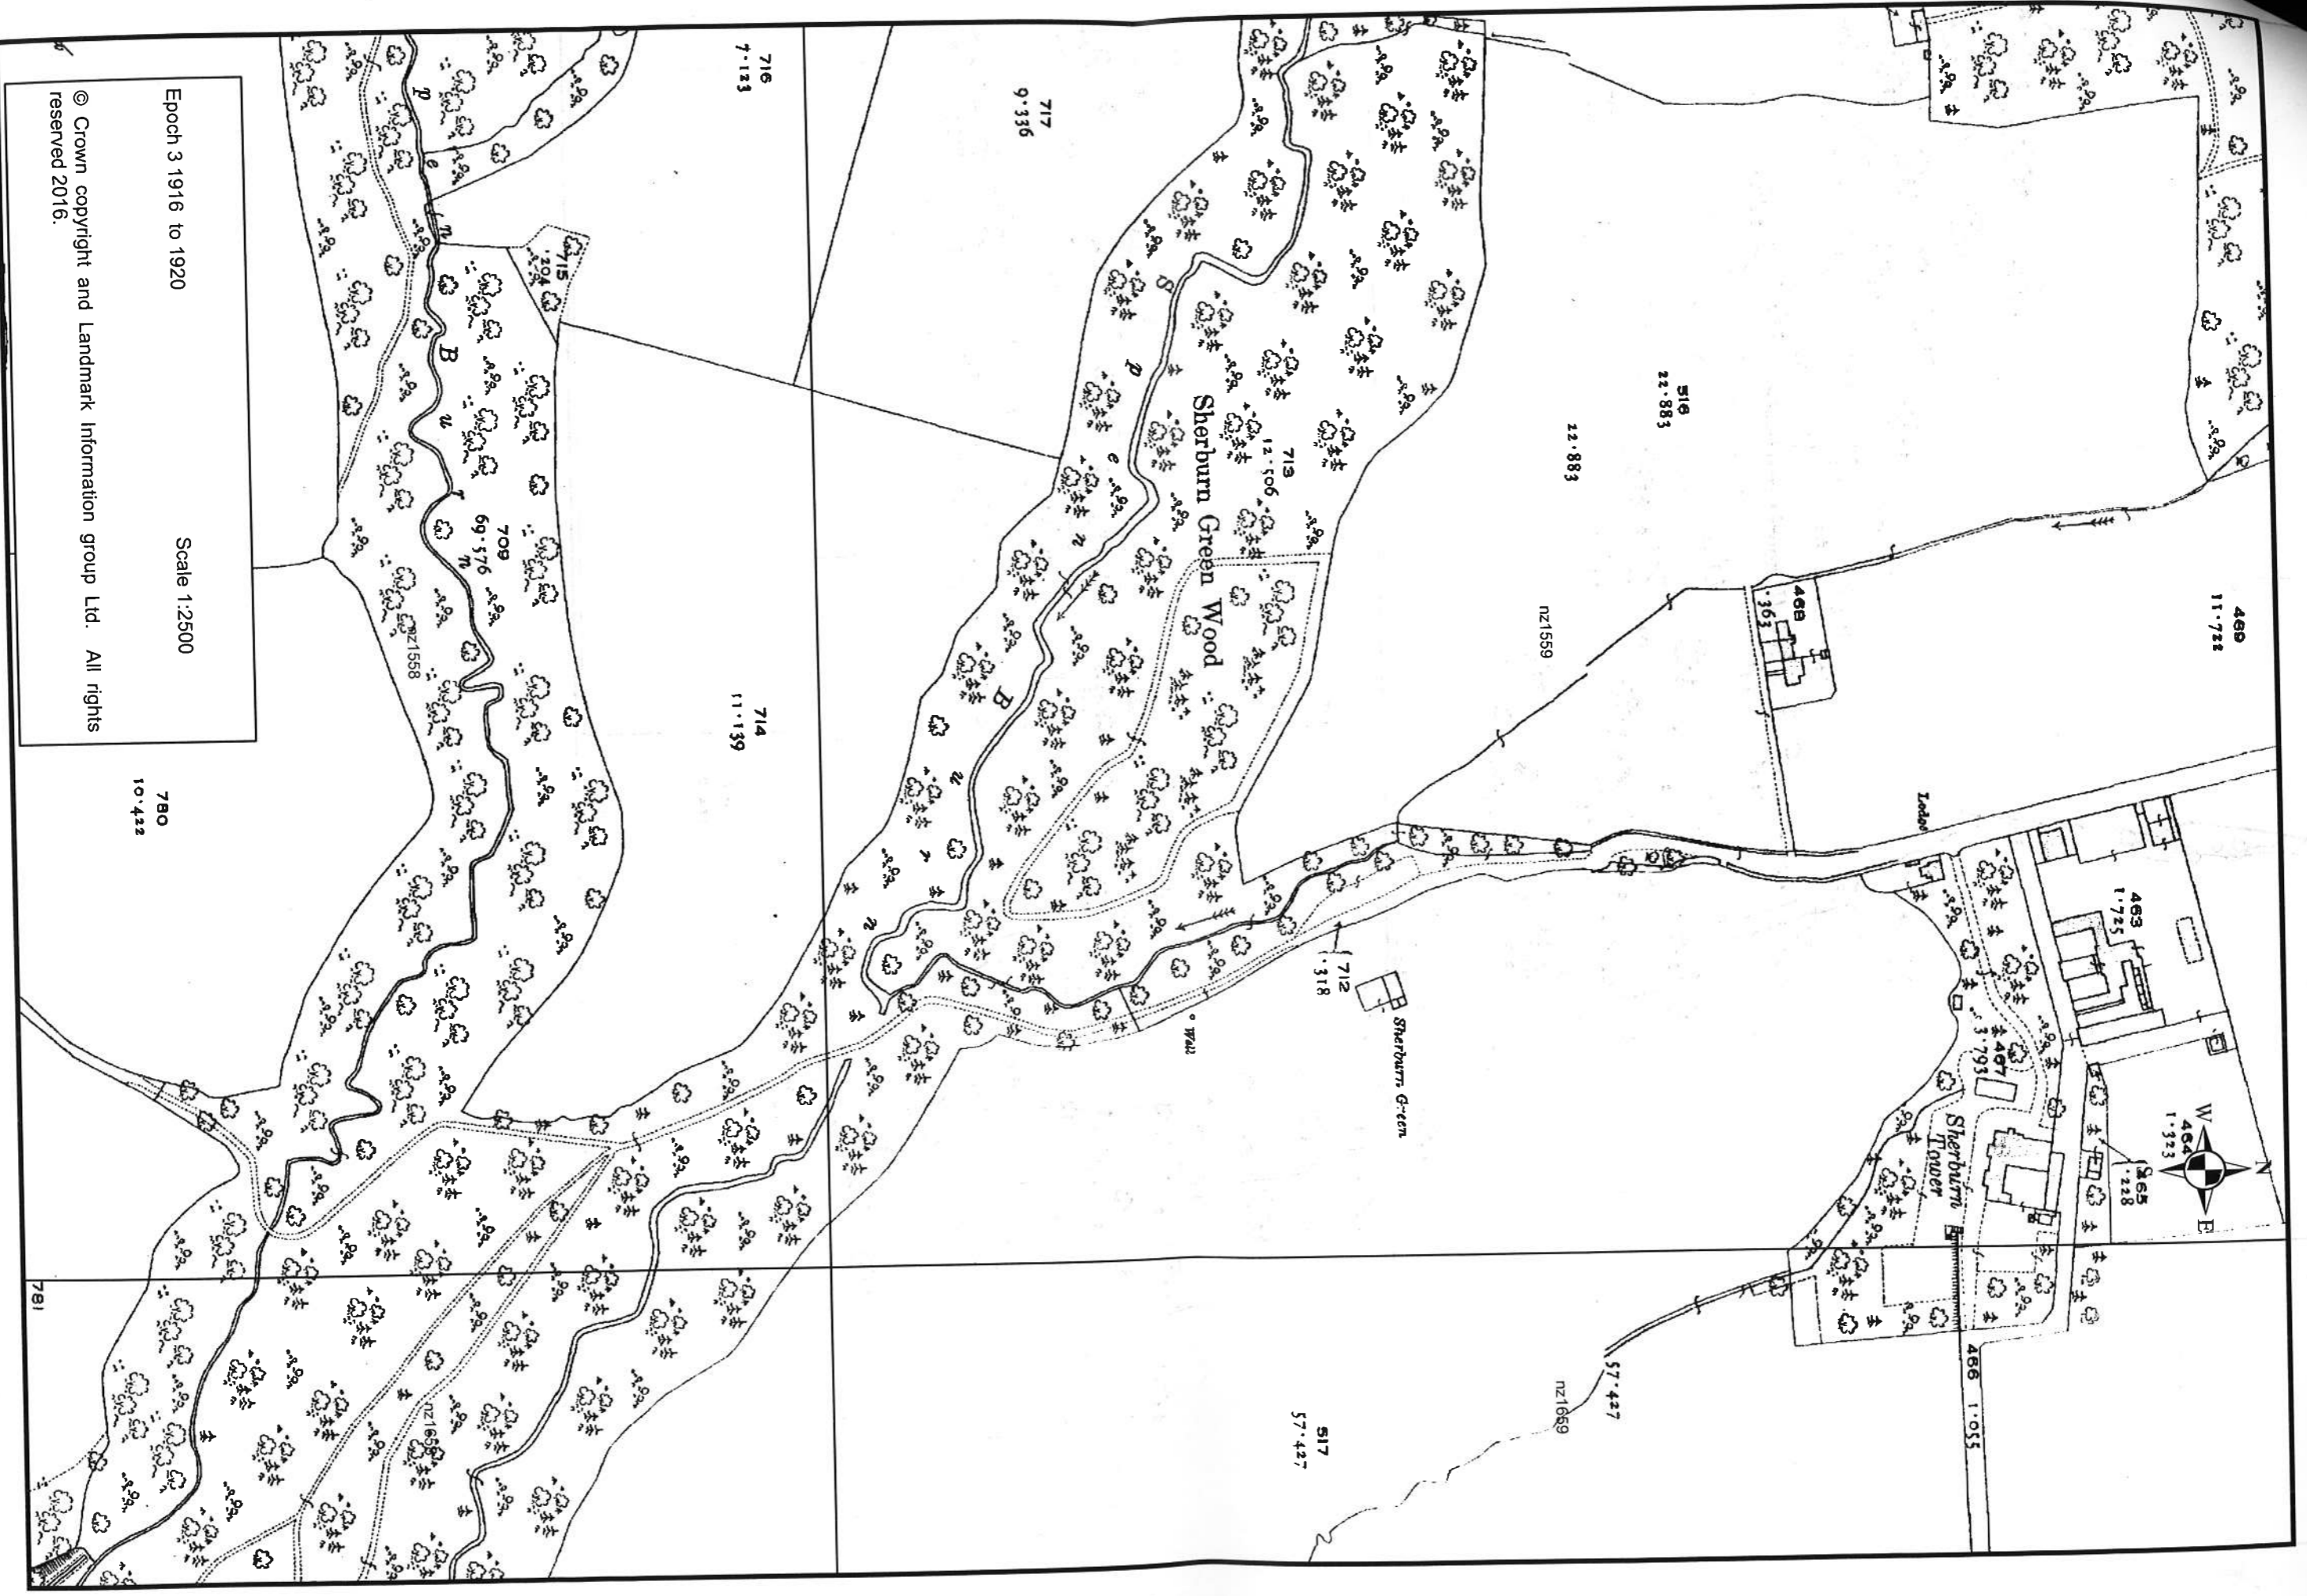 469
11·722
464
1·323
W
N
E
465
·228
463
1·725
Lodge
467
3·793
Sherburn
Tower
466 1·055
468
·363
516
22·883
22·883
nz1559
57·427
nz1659
517
57·427
712
·318
Sherburn Green
Well
713
12·506
Sherburn Green Wood
S p e n B u r n
717
9·336
716
7·123
714
11·139
715
·204
709
69·576
S p e n B u r n
nz1558
nz1658
780
10·422
781
Epoch 3 1916 to 1920
Scale 1:2500
© Crown copyright and Landmark Information group Ltd. All rights
reserved 2016.